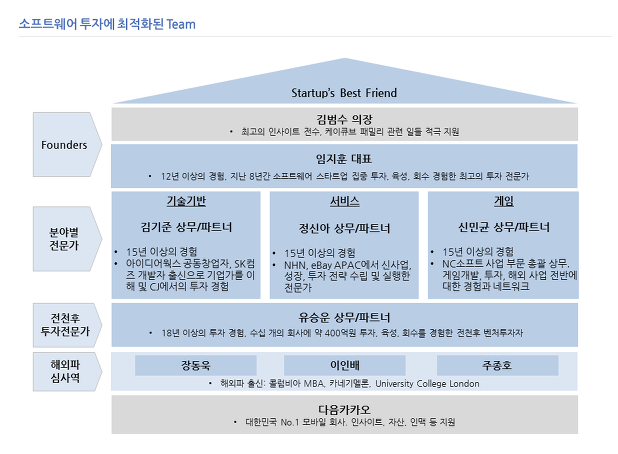 소프트웨어 투자에 최적화된 Team
Startup's Best Friend
Founders
김범수 의장
• 최고의 인사이트 전수, 케이큐브 패밀리 관련 일들 적극 지원
임지훈 대표
• 12년 이상의 경험, 지난 8년간 소프트웨어 스타트업 집중 투자, 육성, 회수 경험한 최고의 투자 전문가
분야별
전문가
기술기반
김기준 상무/파트너
• 15년 이상의 경험
• 아이디어웍스 공동창업자, SK컴
즈 개발자 출신으로 기업가를 이
해 및 CJ에서의 투자 경험
서비스
정신아 상무/파트너
• 15년 이상의 경험
• NHN, eBay APAC에서 신사업,
성장, 투자 전략 수립 및 실행한
전문가
게임
신민균 상무/파트너
• 15년 이상의 경험
• NC소프트 사업 부문 총괄 상무,
게임개발, 투자, 해외 사업 전반에
대한 경험과 네트워크
전천후
투자전문가
유승운 상무/파트너
• 18년 이상의 투자 경험, 수십 개의 회사에 약 400억원 투자, 육성, 회수를 경험한 전천후 벤처투자자
해외파
심사역
장동욱
이인배
주종호
• 해외파 출신: 콜럼비아 MBA, 카네기멜론, University College London
다음카카오
• 대한민국 No.1 모바일 회사. 인사이트, 자산, 인맥 등 지원